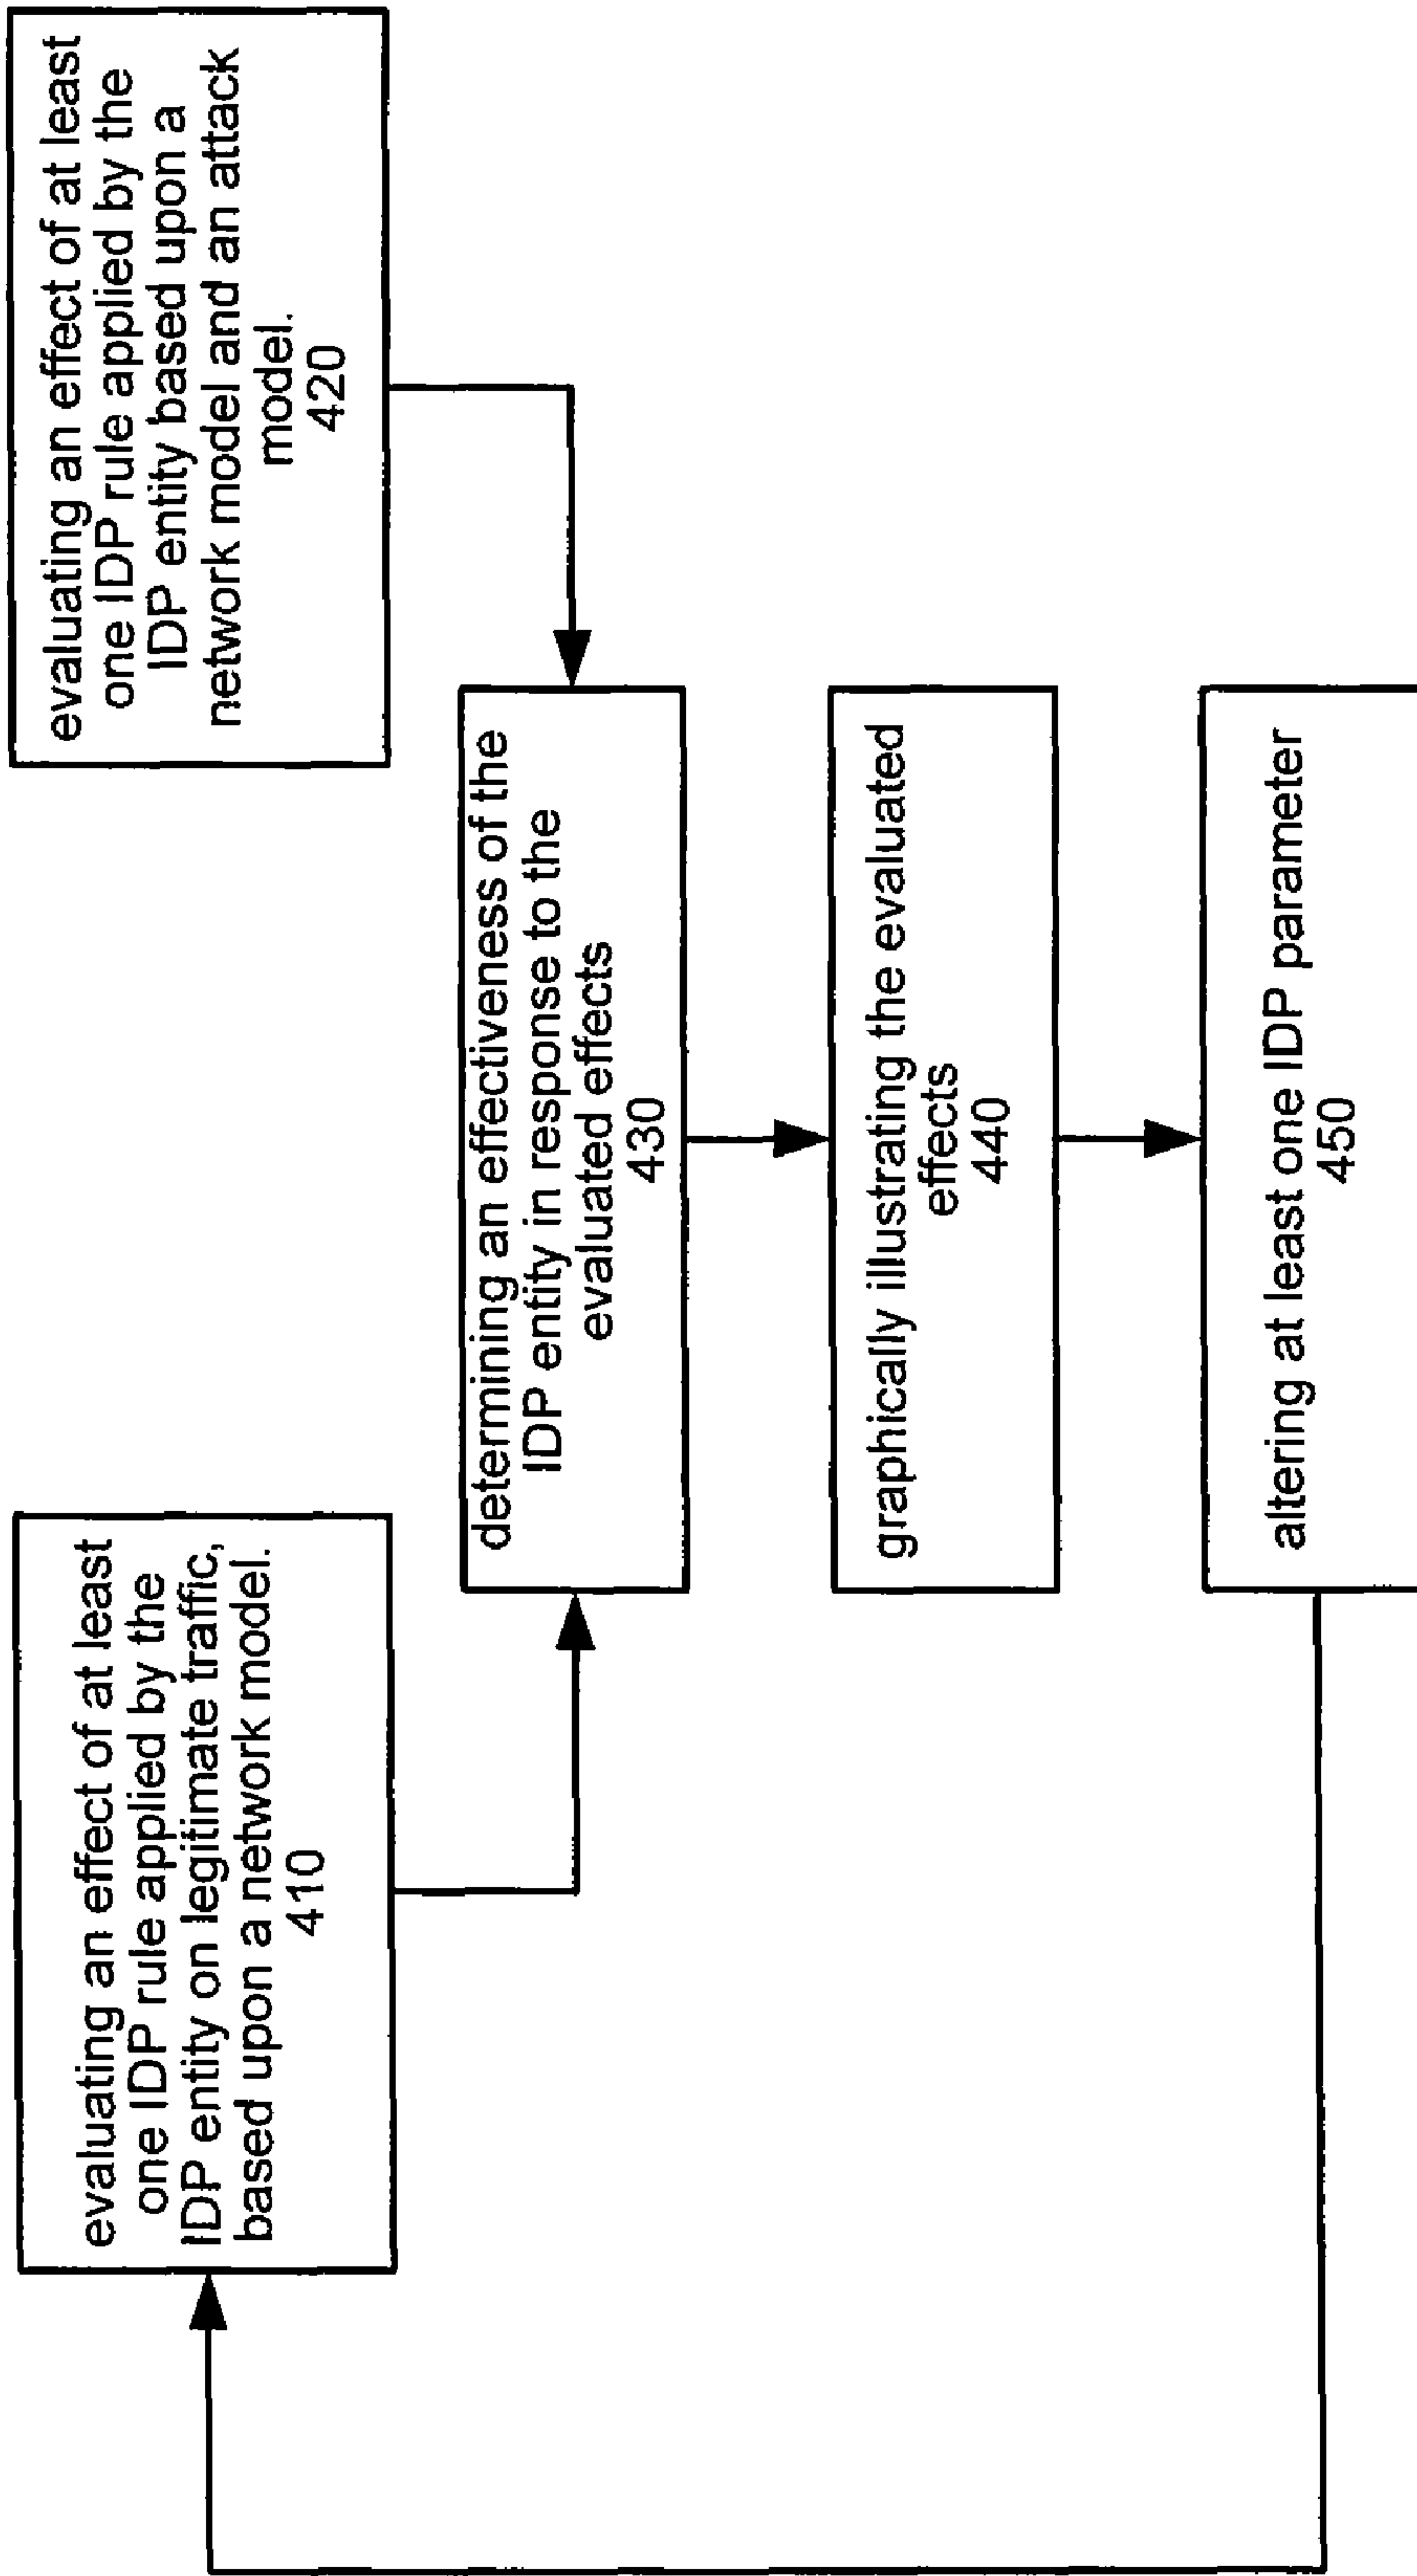 evaluating an effect of at least
one IDP rule applied by the
IDP entity on legitimate traffic,
based upon a network model.
410
evaluating an effect of at least
one IDP rule applied by the
IDP entity based upon a
network model and an attack
model.
420
determining an effectiveness of the
IDP entity in response to the
evaluated effects
430
graphically illustrating the evaluated
effects
440
altering at least one IDP parameter
450